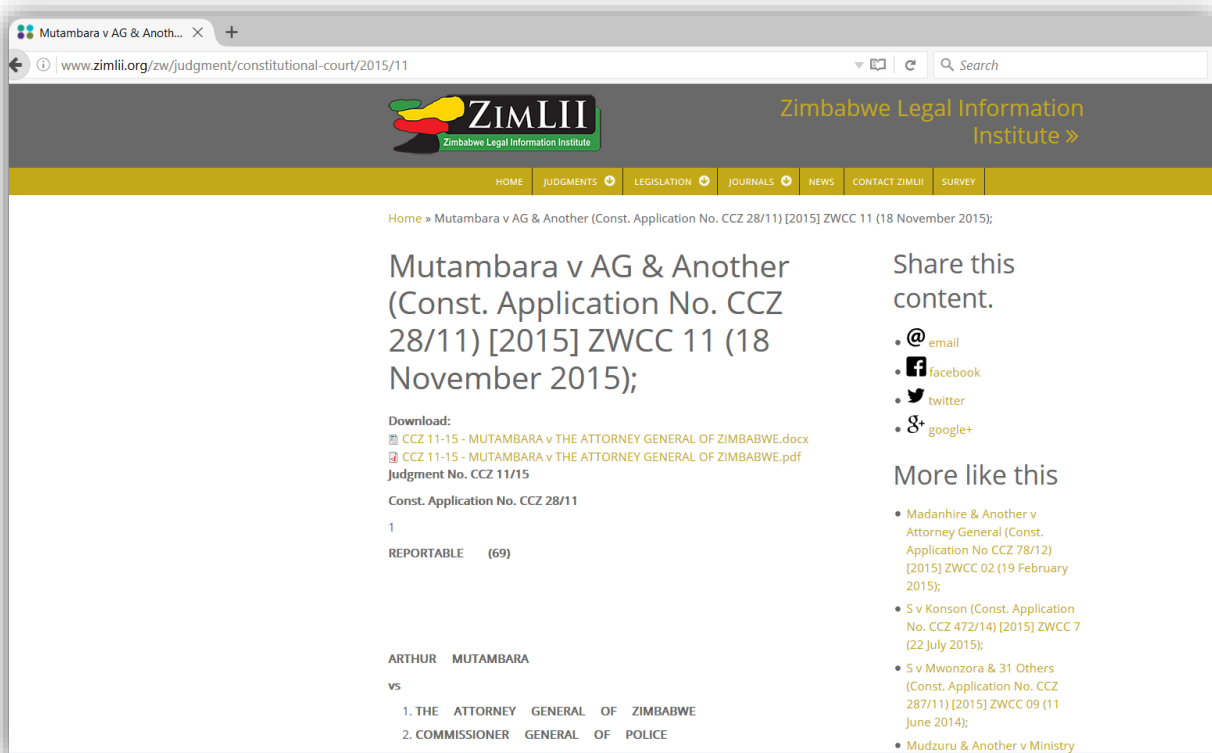 Mutambara v AG & Anoth...
www.zimlii.org/zw/judgment/constitutional-court/2015/11
Search
ZIMLII
Zimbabwe Legal Information Institute
Zimbabwe Legal Information
Institute »
HOME
JUDGMENTS
LEGISLATION
JOURNALS
NEWS
CONTACT ZIMLII
SURVEY
Home » Mutambara v AG & Another (Const. Application No. CCZ 28/11) [2015] ZWCC 11 (18 November 2015);
Mutambara v AG & Another
(Const. Application No. CCZ
28/11) [2015] ZWCC 11 (18
November 2015);
Download:
CCZ 11-15 - MUTAMBARA v THE ATTORNEY GENERAL OF ZIMBABWE.docx
CCZ 11-15 - MUTAMBARA v THE ATTORNEY GENERAL OF ZIMBABWE.pdf
Judgment No. CCZ 11/15
Const. Application No. CCZ 28/11
1
REPORTABLE (69)
ARTHUR MUTAMBARA
vs
1. THE ATTORNEY GENERAL OF ZIMBABWE
2. COMMISSIONER GENERAL OF POLICE
Share this
content.
@ email
facebook
twitter
g+ google+
More like this
Madanhire & Another v
Attorney General (Const.
Application No CCZ 78/12)
[2015] ZWCC 02 (19 February
2015);
S v Konson (Const. Application
No. CCZ 472/14) [2015] ZWCC 7
(22 July 2015);
S v Mwonzora & 31 Others
(Const. Application No. CCZ
287/11) [2015] ZWCC 09 (11
June 2014);
Mudzuru & Another v Ministry